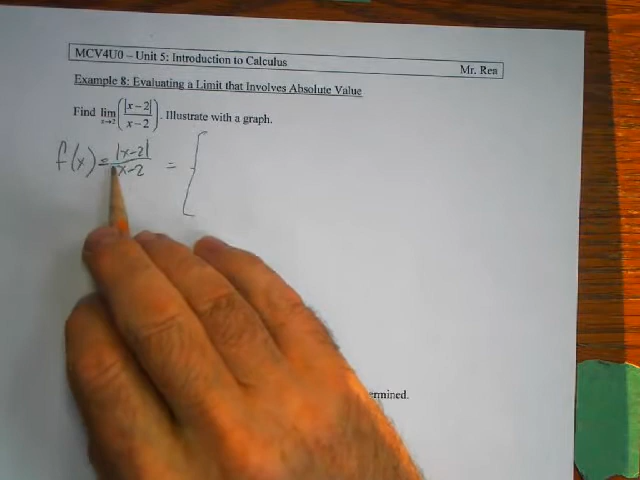 MCV4U0 – Unit 5: Introduction to Calculus Mr. Rea
Example 8: Evaluating a Limit that Involves Absolute Value
Find lim x→2 (|x−2| / x−2). Illustrate with a graph.
f(x) = |x-2| / x-2 = {
ermined.